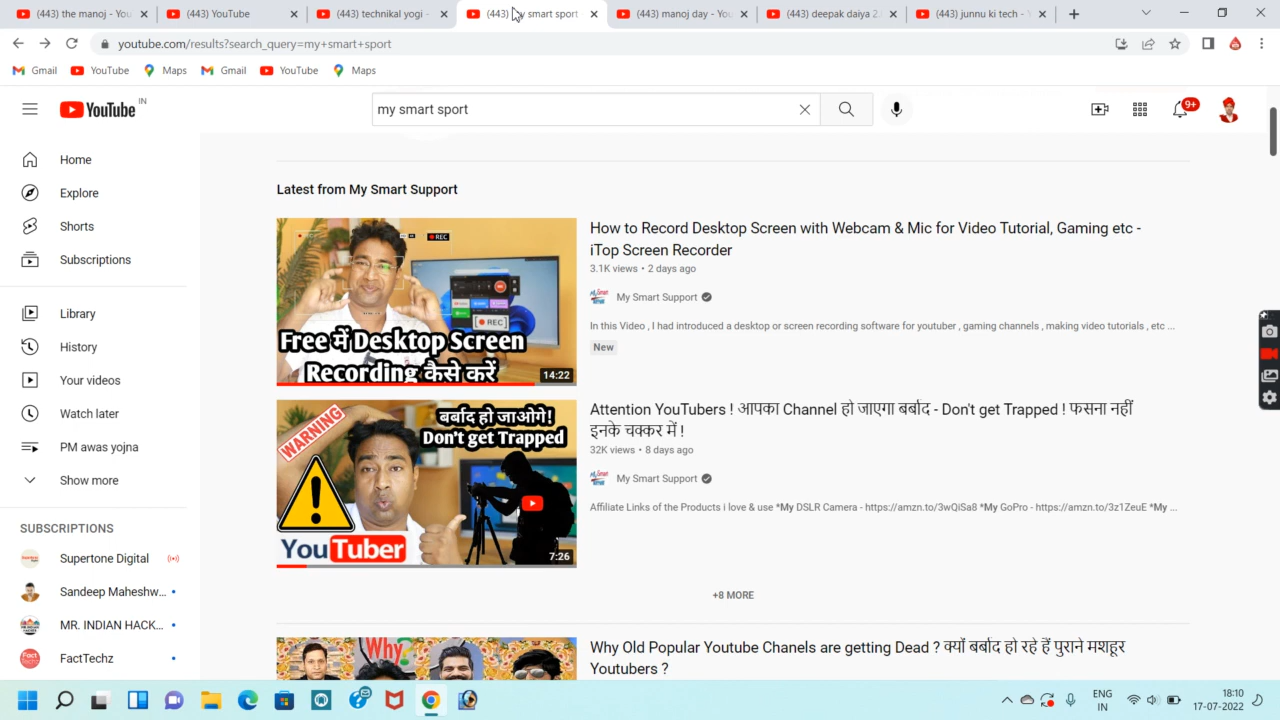 (443) manoj - You
(443) YouTube
(443) technikal yogi -
(443) my smart sport
(443) manoj day - You
(443) deepak daiya 2.
(443) junnu ki tech - Y
youtube.com/results?search_query=my+smart+sport
Gmail YouTube Maps Gmail YouTube Maps
YouTube IN
my smart sport
9+
Home
Explore
Shorts
Subscriptions
Library
History
Your videos
Watch later
PM awas yojna
Show more
SUBSCRIPTIONS
Supertone Digital
Sandeep Maheshw...
MR. INDIAN HACK...
FactTechz
Latest from My Smart Support
REC
REC
Free में Desktop Screen
Recording कैसे करें
14:22
How to Record Desktop Screen with Webcam & Mic for Video Tutorial, Gaming etc -
iTop Screen Recorder
3.1K views • 2 days ago
My Smart Support
In this Video , I had introduced a desktop or screen recording software for youtuber , gaming channels , making video tutorials , etc ...
New
WARNING
बर्बाद हो जाओगे!
Don't get Trapped
YouTuber
7:26
Attention YouTubers ! आपका Channel हो जाएगा बर्बाद - Don't get Trapped ! फसना नहीं
इनके चक्कर में !
32K views • 8 days ago
My Smart Support
Affiliate Links of the Products i love & use *My DSLR Camera - https://amzn.to/3wQiSa8 *My GoPro - https://amzn.to/3z1ZeuE *My ...
+8 MORE
Why?
Why Old Popular Youtube Chanels are getting Dead ? क्यों बर्बाद हो रहे हैं पुराने मशहूर
Youtubers ?
ENG
IN
18:10
17-07-2022